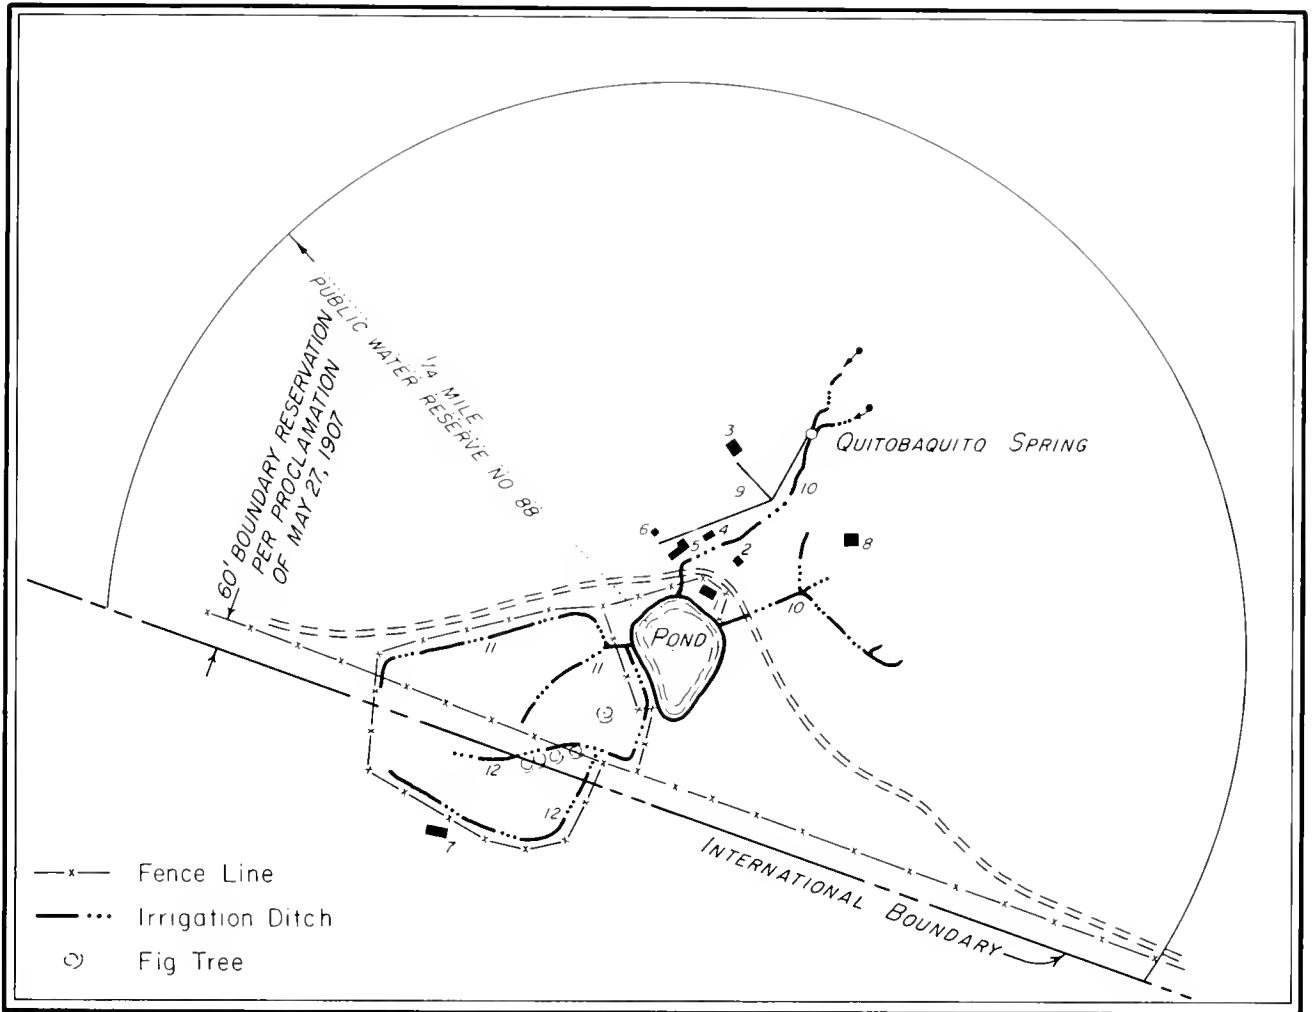 PUBLIC WATER RESERVE NO 88
1/4 MILE
60' BOUNDARY RESERVATION
PER PROCLAMATION
OF MAY 27, 1907
3
QUITOBAQUITO SPRING
9
10
6
4
5
2
8
10
POND
11
11
12
12
7
INTERNATIONAL BOUNDARY
Fence Line
Irrigation Ditch
Fig Tree